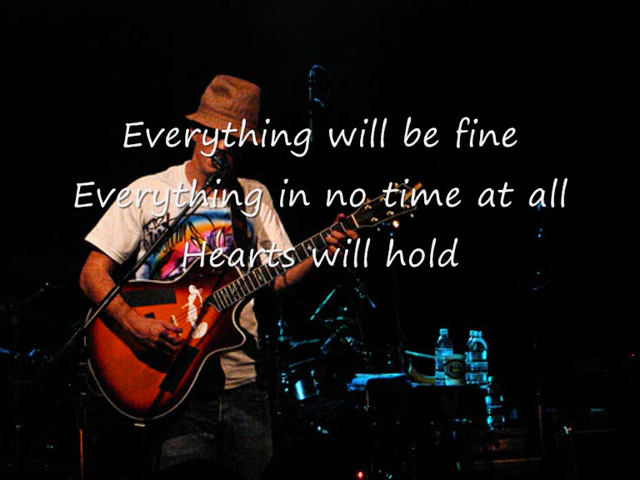 Everything will be fine
Everything in no time at all
Hearts will hold